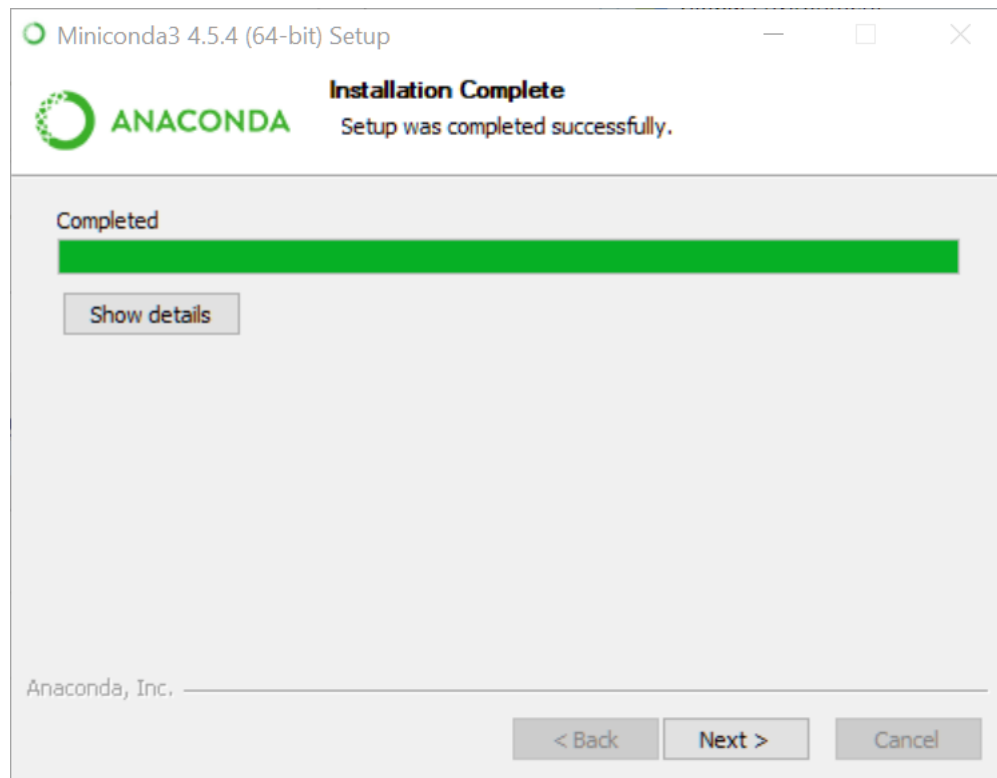 Miniconda3 4.5.4 (64-bit) Setup
ANACONDA
Installation Complete
Setup was completed successfully.
Completed
Show details
Anaconda, Inc.
< Back
Next >
Cancel